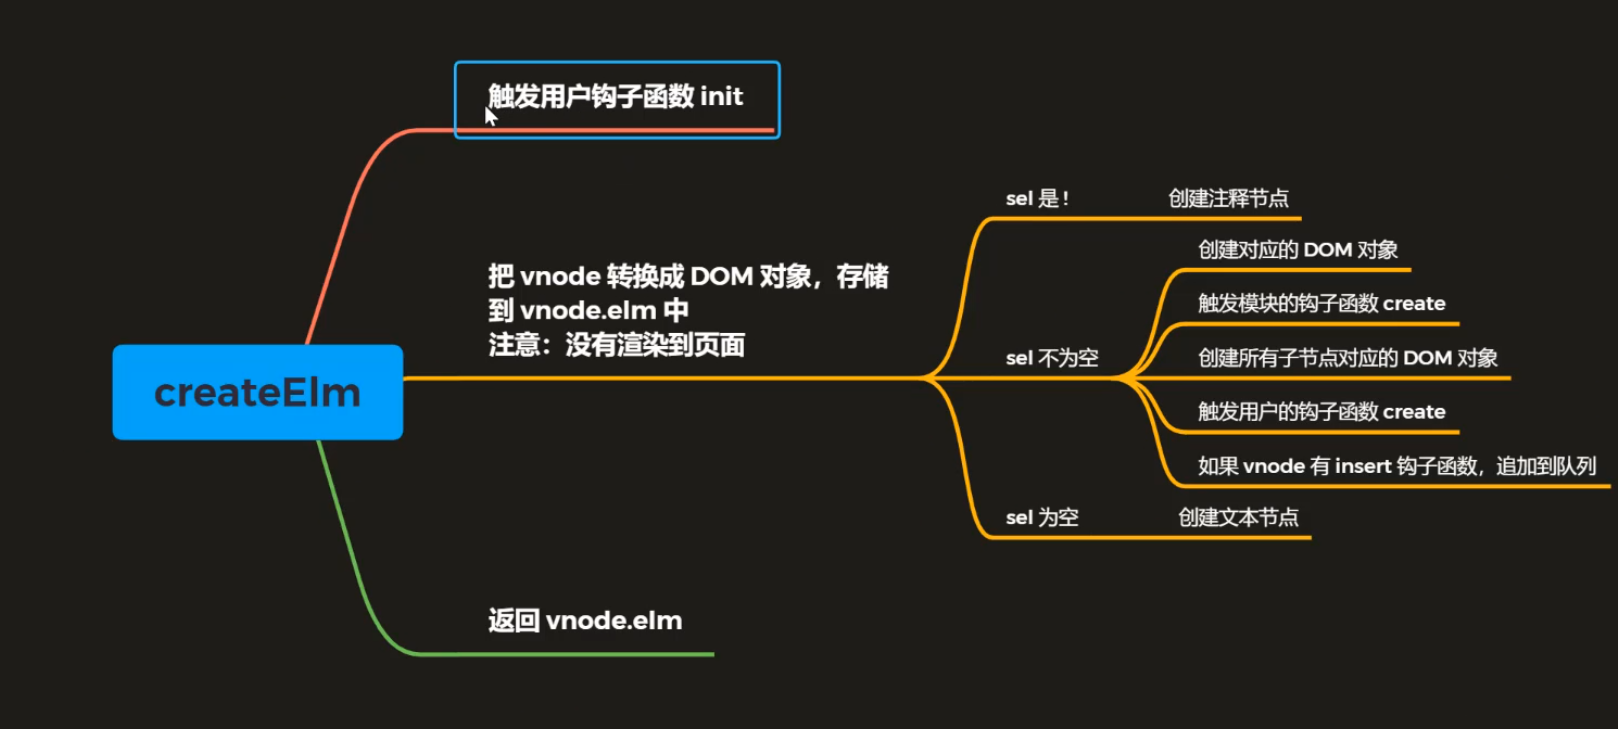 触发用户钩子函数 init
sel 是！
创建注释节点
创建对应的 DOM 对象
把 vnode 转换成 DOM 对象，存储
到 vnode.elm 中
注意：没有渲染到页面
触发模块的钩子函数 create
sel 不为空
创建所有子节点对应的 DOM 对象
createElm
触发用户的钩子函数 create
如果 vnode 有 insert 钩子函数，追加到队列
sel 为空
创建文本节点
返回 vnode.elm